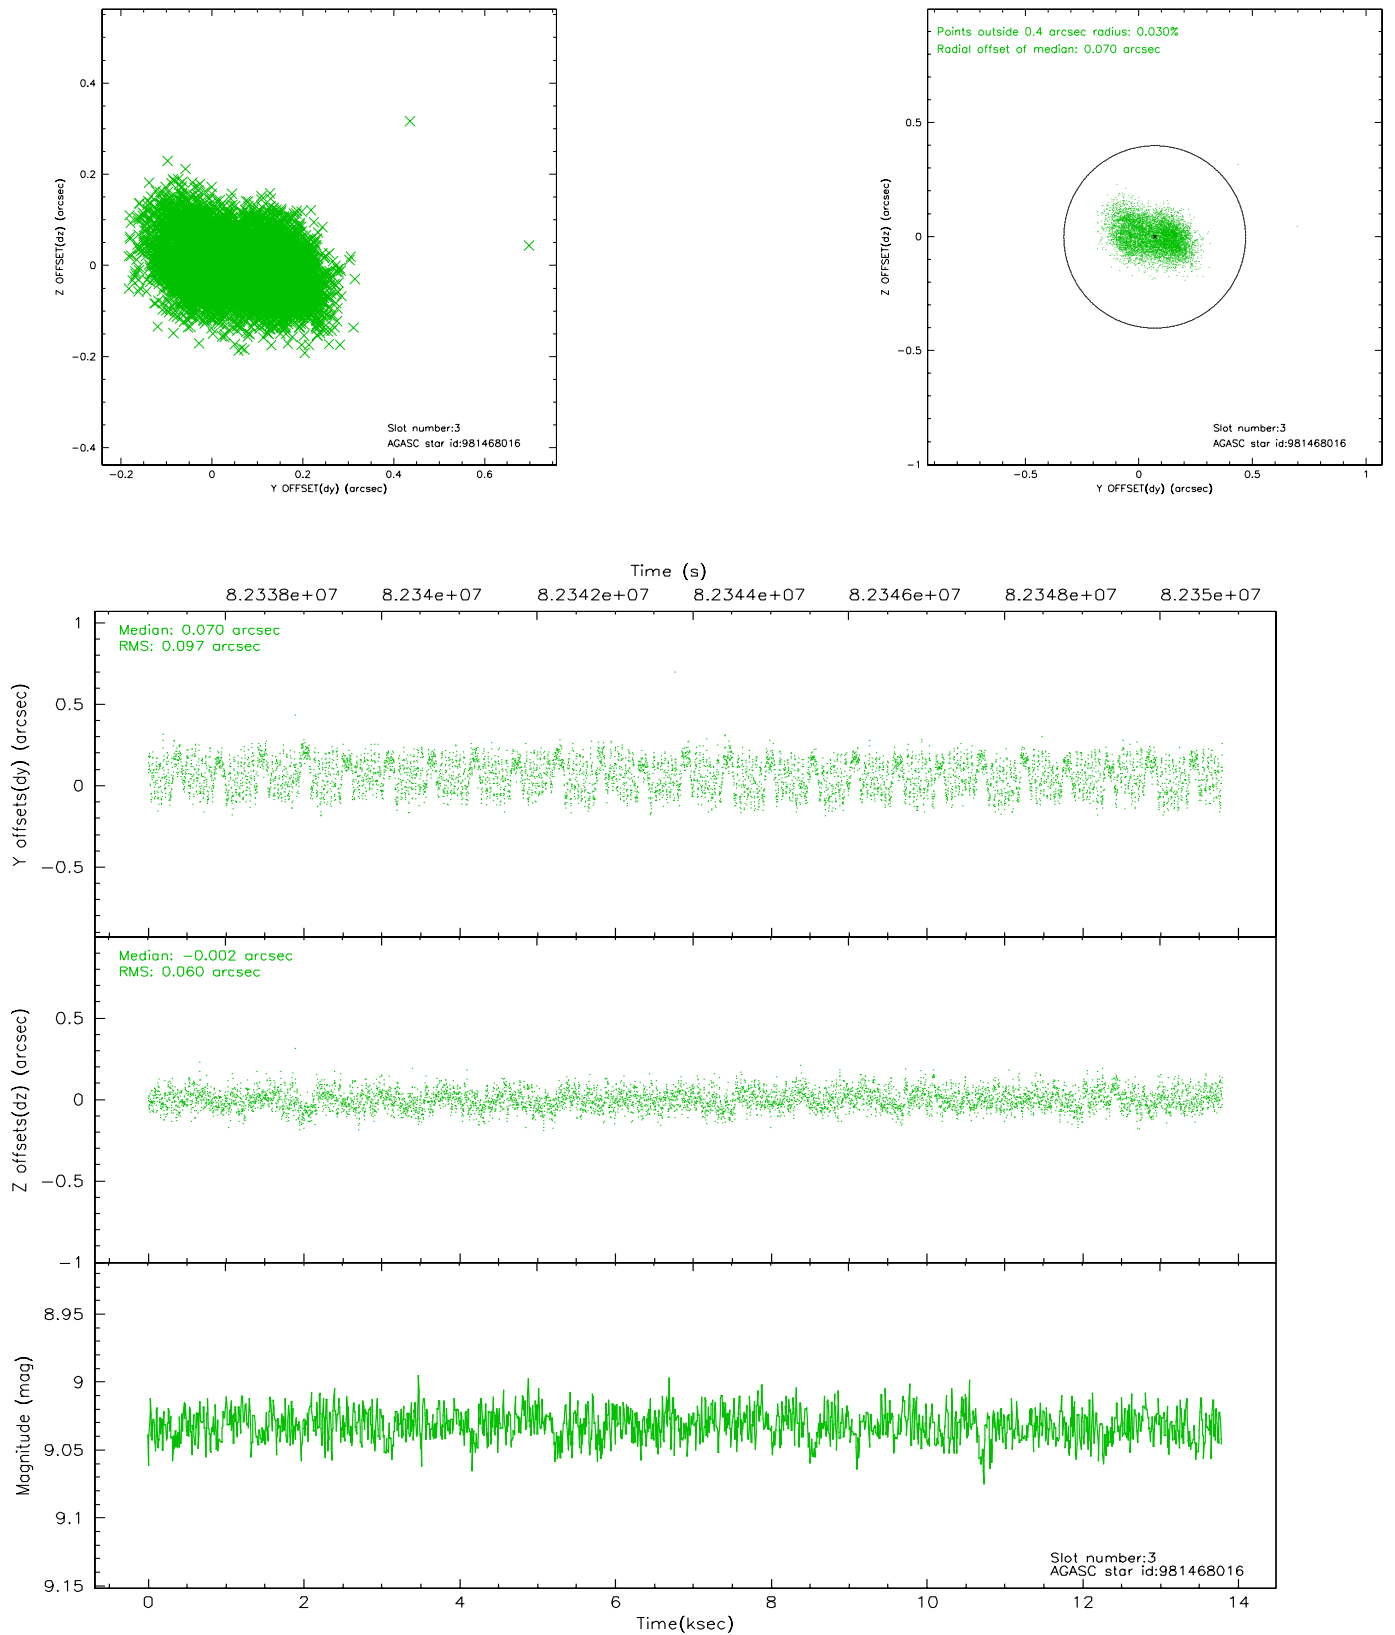 0.4
0.2
0
−0.2
−0.4
Z OFFSET(dz) (arcsec)
Slot number:3
AGASC star id:981468016
−0.2 0 0.2 0.4 0.6
Y OFFSET(dy) (arcsec)
Points outside 0.4 arcsec radius: 0.030%
Radial offset of median: 0.070 arcsec
0.5
0
−0.5
−1
Z OFFSET(dz) (arcsec)
Slot number:3
AGASC star id:981468016
−0.5 0 0.5 1
Y OFFSET(dy) (arcsec)
Time (s)
8.2338e+07 8.234e+07 8.2342e+07 8.2344e+07 8.2346e+07 8.2348e+07 8.235e+07
Median: 0.070 arcsec
RMS: 0.097 arcsec
1
0.5
0
−0.5
Y offsets(dy) (arcsec)
Median: −0.002 arcsec
RMS: 0.060 arcsec
0.5
0
−0.5
−1
Z offsets(dz) (arcsec)
8.95
9
9.05
9.1
9.15
Magnitude (mag)
Slot number:3
AGASC star id:981468016
0 2 4 6 8 10 12 14
Time(ksec)